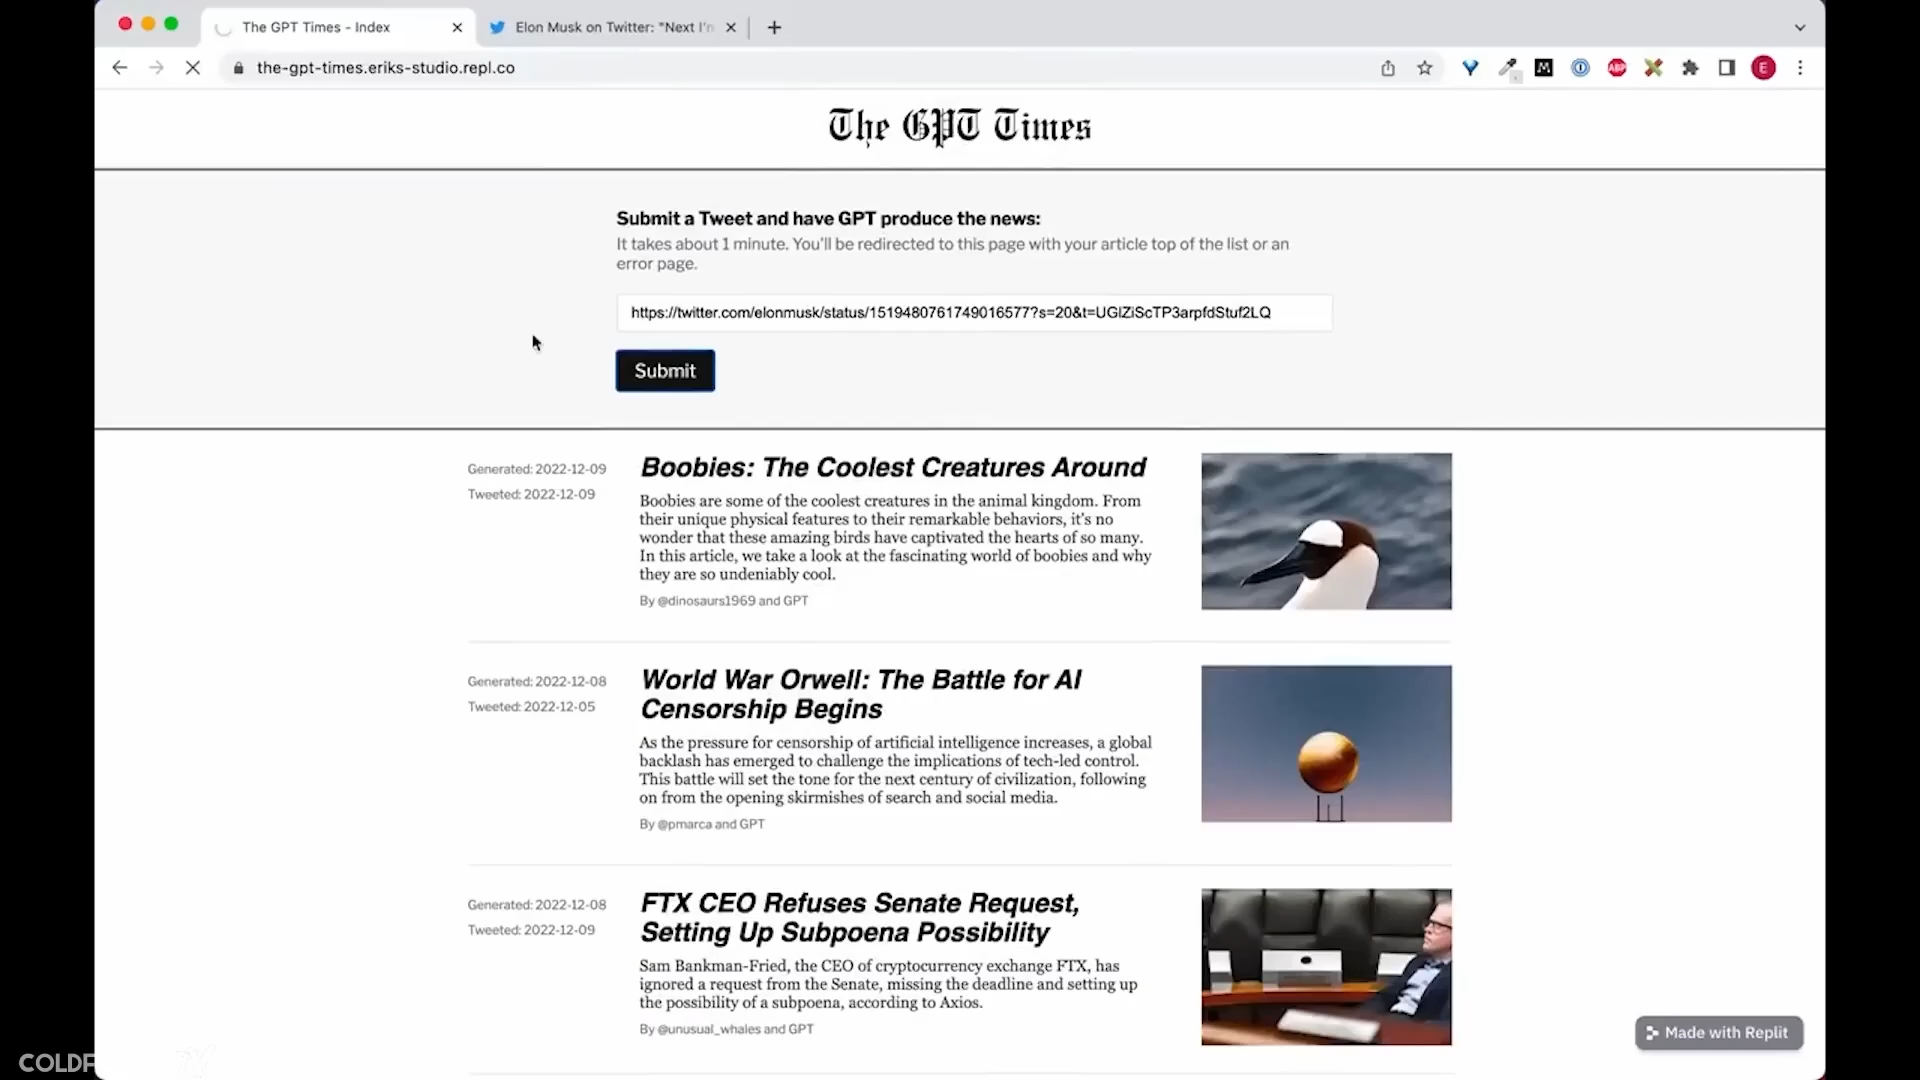 The GPT Times - Index
Elon Musk on Twitter: "Next I'm
the-gpt-times.eriks-studio.repl.co
ABP
E
The GPT Times
Submit a Tweet and have GPT produce the news:
It takes about 1 minute. You'll be redirected to this page with your article top of the list or an
error page.
https://twitter.com/elonmusk/status/1519480761749016577?s=20&t=UGlZiScTP3arpfdStuf2LQ
Submit
Generated: 2022-12-09
Tweeted: 2022-12-09
Boobies: The Coolest Creatures Around
Boobies are some of the coolest creatures in the animal kingdom. From
their unique physical features to their remarkable behaviors, it's no
wonder that these amazing birds have captivated the hearts of so many.
In this article, we take a look at the fascinating world of boobies and why
they are so undeniably cool.
By @dinosaurs1969 and GPT
Generated: 2022-12-08
Tweeted: 2022-12-05
World War Orwell: The Battle for AI
Censorship Begins
As the pressure for censorship of artificial intelligence increases, a global
backlash has emerged to challenge the implications of tech-led control.
This battle will set the tone for the next century of civilization, following
on from the opening skirmishes of search and social media.
By @pmarca and GPT
Generated: 2022-12-08
Tweeted: 2022-12-09
FTX CEO Refuses Senate Request,
Setting Up Subpoena Possibility
Sam Bankman-Fried, the CEO of cryptocurrency exchange FTX, has
ignored a request from the Senate, missing the deadline and setting up
the possibility of a subpoena, according to Axios.
By @unusual_whales and GPT
Made with Replit
COLDF